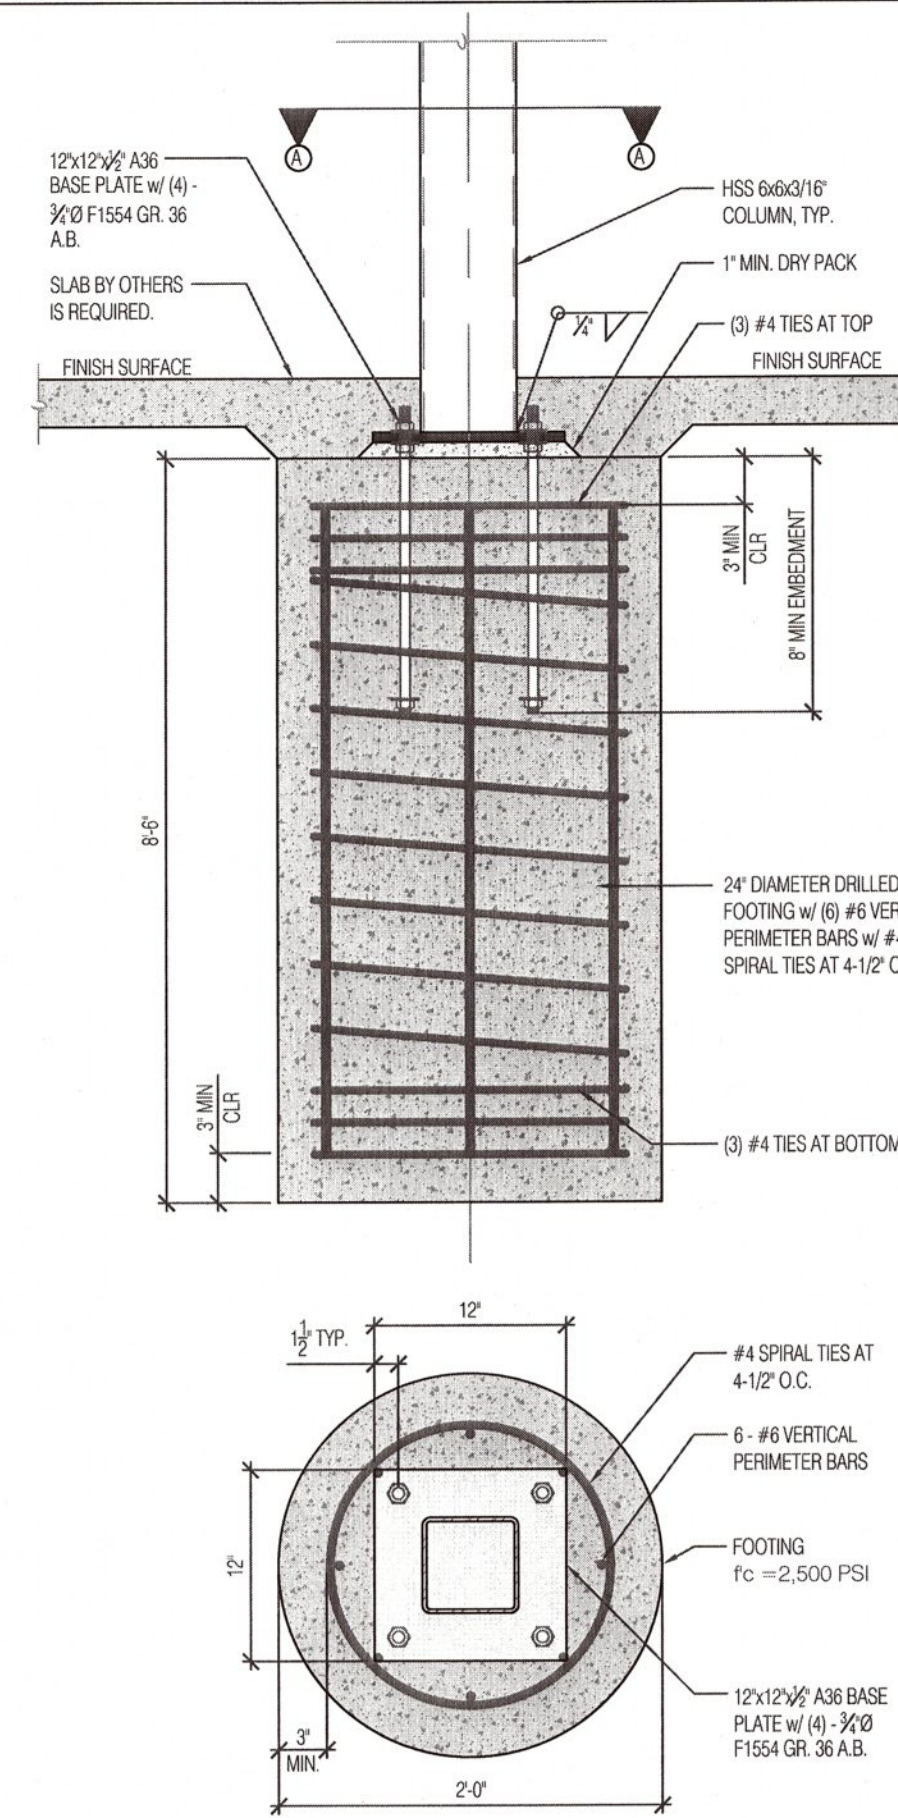 A
A
12"x12"x1/2" A36
BASE PLATE w/ (4) -
3/4"Ø F1554 GR. 36
A.B.
SLAB BY OTHERS
IS REQUIRED.
FINISH SURFACE
HSS 6x6x3/16"
COLUMN, TYP.
1" MIN. DRY PACK
1/4"
(3) #4 TIES AT TOP
FINISH SURFACE
3" MIN
CLR
8" MIN EMBEDMENT
8'-6"
24" DIAMETER DRILLED
FOOTING w/ (6) #6 VER
PERIMETER BARS w/ #4
SPIRAL TIES AT 4-1/2" O
3" MIN
CLR
(3) #4 TIES AT BOTTOM
12"
1 1/2" TYP.
#4 SPIRAL TIES AT
4-1/2" O.C.
6 - #6 VERTICAL
PERIMETER BARS
12"
FOOTING
f'c =2,500 PSI
12"x12"x1/2" A36 BASE
PLATE w/ (4) - 3/4"Ø
F1554 GR. 36 A.B.
3"
MIN.
2'-0"